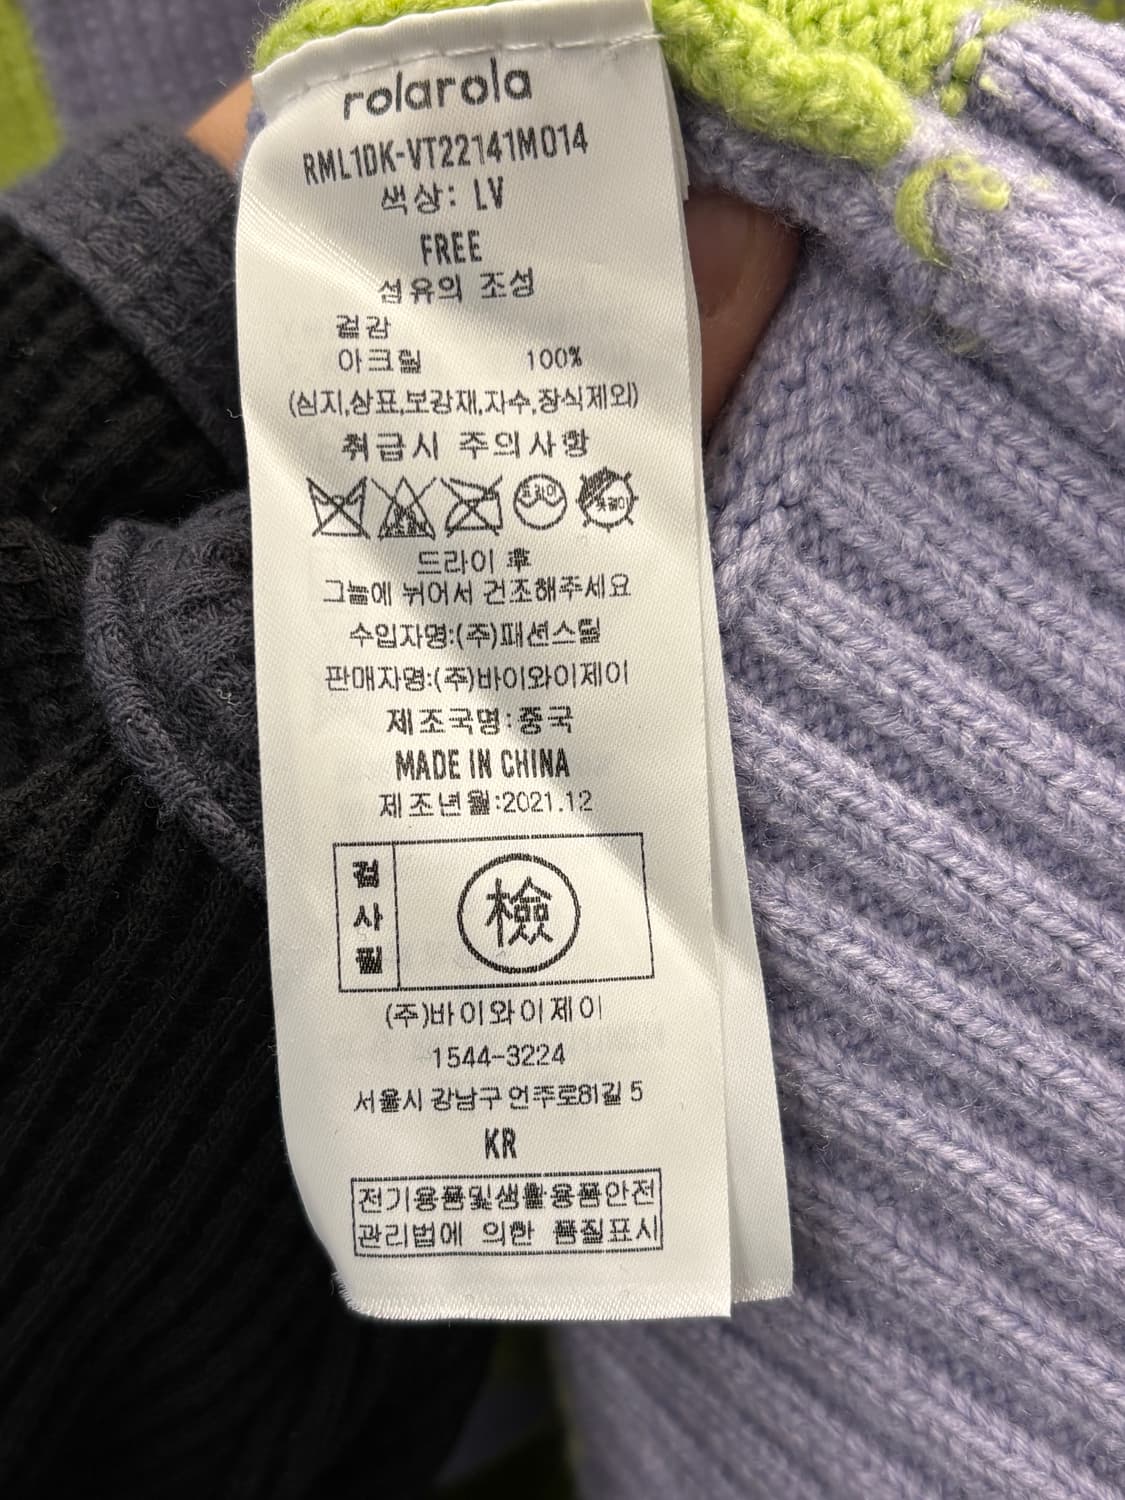 rolarola
RML1DK-VT22141M014
색상: LV
FREE
섬유의 조성
겉감
아크릴 100%
(심지,상표,보강재,자수,장식제외)
취급시 주의사항
드라이 뉘어서
드라이 後
그늘에 뉘어서 건조해주세요
수입자명:(주)패션스틸
판매자명:(주)바이와이제이
제조국명:중국
MADE IN CHINA
제조년월:2021.12
검사필 檢
(주)바이와이제이
1544-3224
서울시 강남구 언주로81길 5
KR
전기용품및생활용품안전
관리법에 의한 품질표시